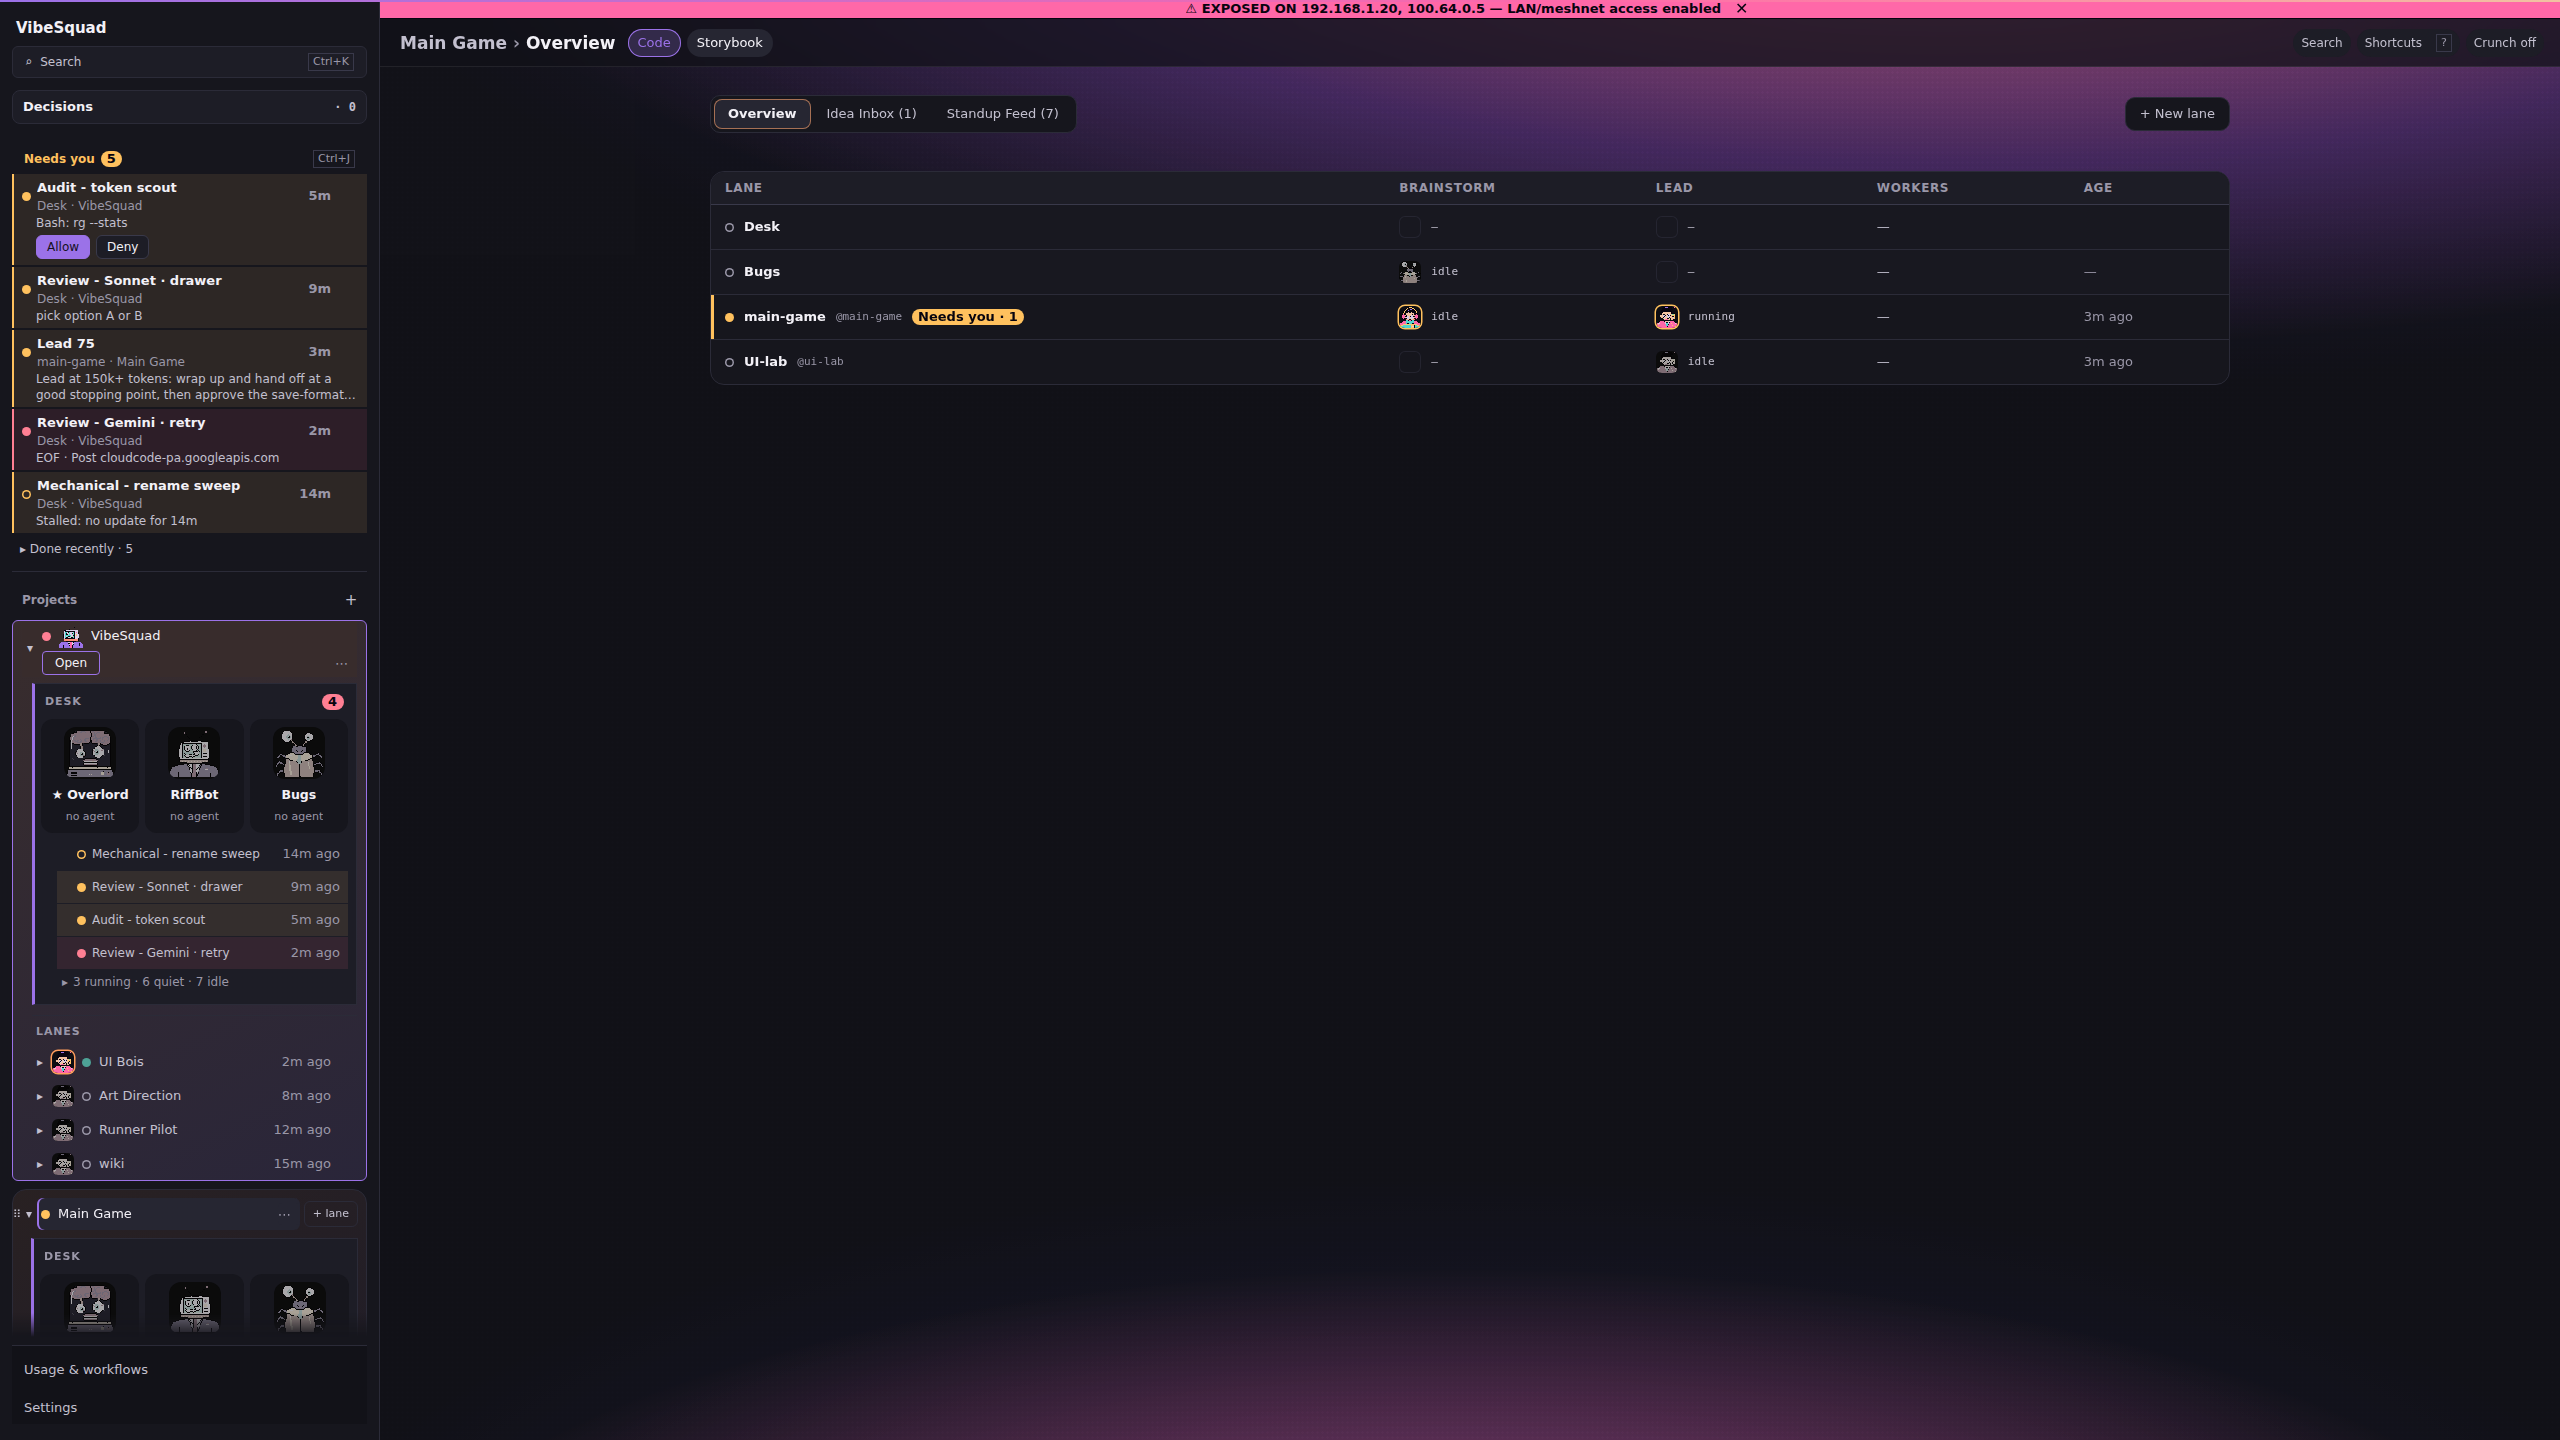 ⚠ EXPOSED ON 192.168.1.20, 100.64.0.5 — LAN/meshnet access enabled ✕
VibeSquad
Search Ctrl+K
Decisions · 0
Needs you 5 Ctrl+J
Audit - token scout 5m
Desk · VibeSquad
Bash: rg --stats
Allow Deny
Review - Sonnet · drawer 9m
Desk · VibeSquad
pick option A or B
Lead 75 3m
main-game · Main Game
Lead at 150k+ tokens: wrap up and hand off at a
good stopping point, then approve the save-format…
Review - Gemini · retry 2m
Desk · VibeSquad
EOF · Post cloudcode-pa.googleapis.com
Mechanical - rename sweep 14m
Desk · VibeSquad
Stalled: no update for 14m
▸ Done recently · 5
Projects +
▾ VibeSquad
Open ⋯
DESK 4
★ Overlord RiffBot Bugs
no agent no agent no agent
Mechanical - rename sweep 14m ago
Review - Sonnet · drawer 9m ago
Audit - token scout 5m ago
Review - Gemini · retry 2m ago
▸ 3 running · 6 quiet · 7 idle
LANES
▸ UI Bois 2m ago
▸ Art Direction 8m ago
▸ Runner Pilot 12m ago
▸ wiki 15m ago
▾ Main Game ⋯ + lane
DESK
Usage & workflows
Settings
Main Game › Overview Code Storybook Search Shortcuts ? Crunch off
Overview Idea Inbox (1) Standup Feed (7) + New lane
LANE BRAINSTORM LEAD WORKERS AGE
Desk – – —
Bugs idle – — —
main-game @main-game Needs you · 1 idle running — 3m ago
UI-lab @ui-lab – idle — 3m ago